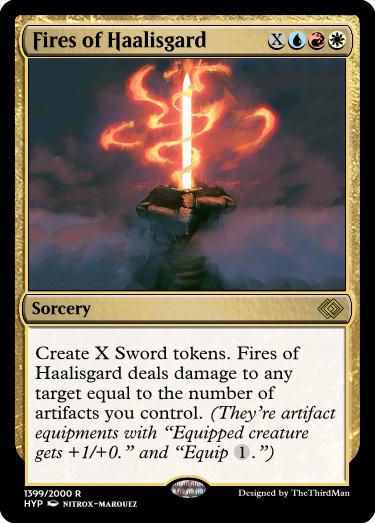 Fires of Haalisgard X
Sorcery
Create X Sword tokens. Fires of
Haalisgard deals damage to any
target equal to the number of
artifacts you control. (They're artifact
equipments with “Equipped creature
gets +1/+0.” and “Equip 1.”)
1399/2000 R
HYP NITROX-MARQUEZ
Designed by TheThirdMan